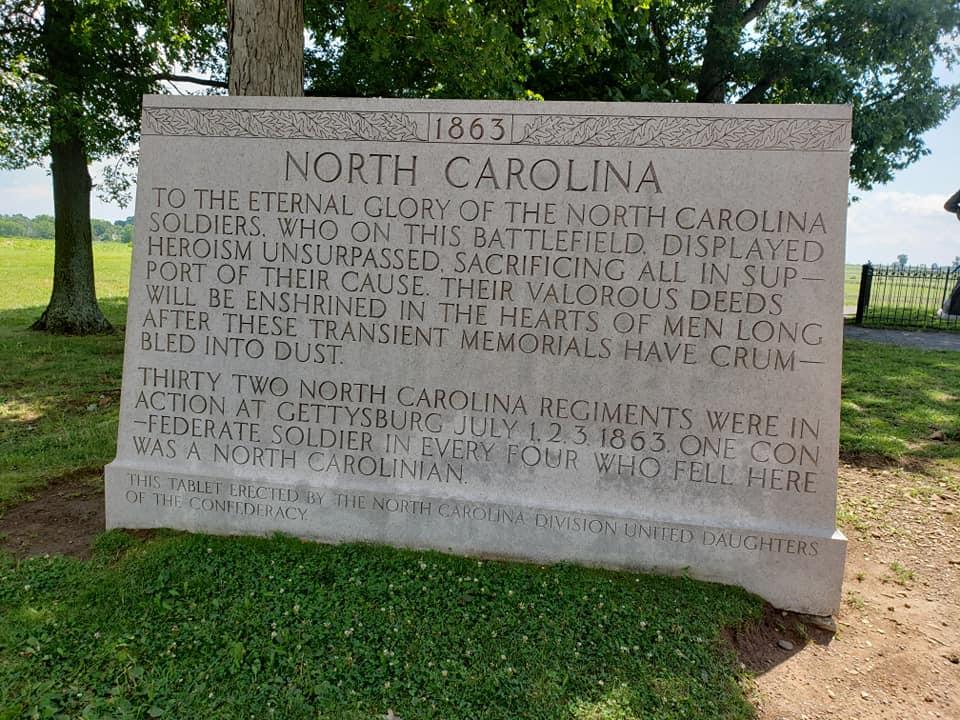 1863
NORTH CAROLINA
TO THE ETERNAL GLORY OF THE NORTH CAROLINA
SOLDIERS. WHO ON THIS BATTLEFIELD, DISPLAYED
HEROISM UNSURPASSED, SACRIFICING ALL IN SUP—
PORT OF THEIR CAUSE. THEIR VALOROUS DEEDS
WILL BE ENSHRINED IN THE HEARTS OF MEN LONG
AFTER THESE TRANSIENT MEMORIALS HAVE CRUM—
BLED INTO DUST.
THIRTY TWO NORTH CAROLINA REGIMENTS WERE IN
ACTION AT GETTYSBURG JULY 1, 2, 3, 1863. ONE CON
—FEDERATE SOLDIER IN EVERY FOUR WHO FELL HERE
WAS A NORTH CAROLINIAN.
THIS TABLET ERECTED BY THE NORTH CAROLINA DIVISION UNITED DAUGHTERS
OF THE CONFEDERACY.